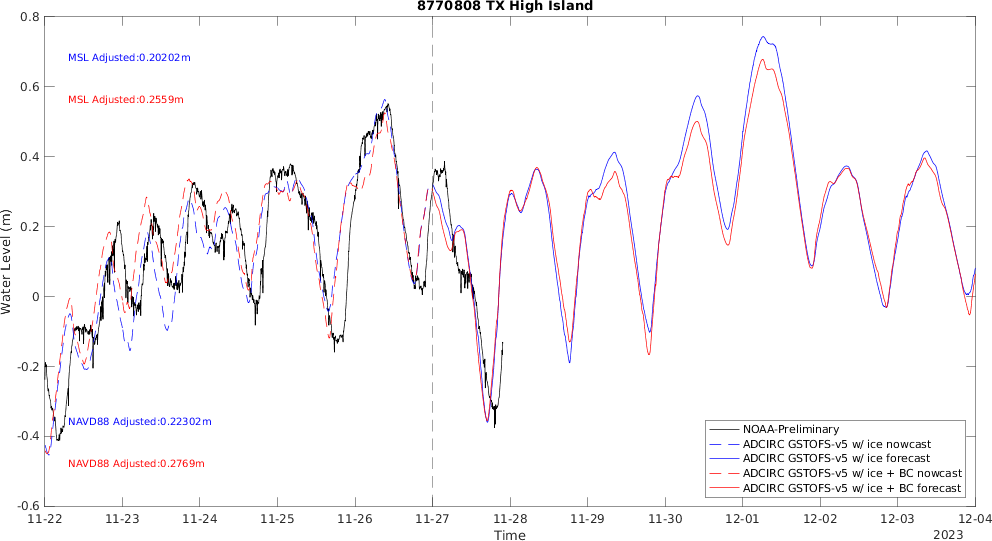 8770808 TX High Island
0.8
0.6
0.4
0.2
0
-0.2
-0.4
-0.6
Water Level (m)
MSL Adjusted:0.20202m
MSL Adjusted:0.2559m
NAVD88 Adjusted:0.22302m
NAVD88 Adjusted:0.2769m
NOAA-Preliminary
ADCIRC GSTOFS-v5 w/ ice nowcast
ADCIRC GSTOFS-v5 w/ ice forecast
ADCIRC GSTOFS-v5 w/ ice + BC nowcast
ADCIRC GSTOFS-v5 w/ ice + BC forecast
11-22 11-23 11-24 11-25 11-26 11-27 11-28 11-29 11-30 12-01 12-02 12-03 12-04
Time
2023